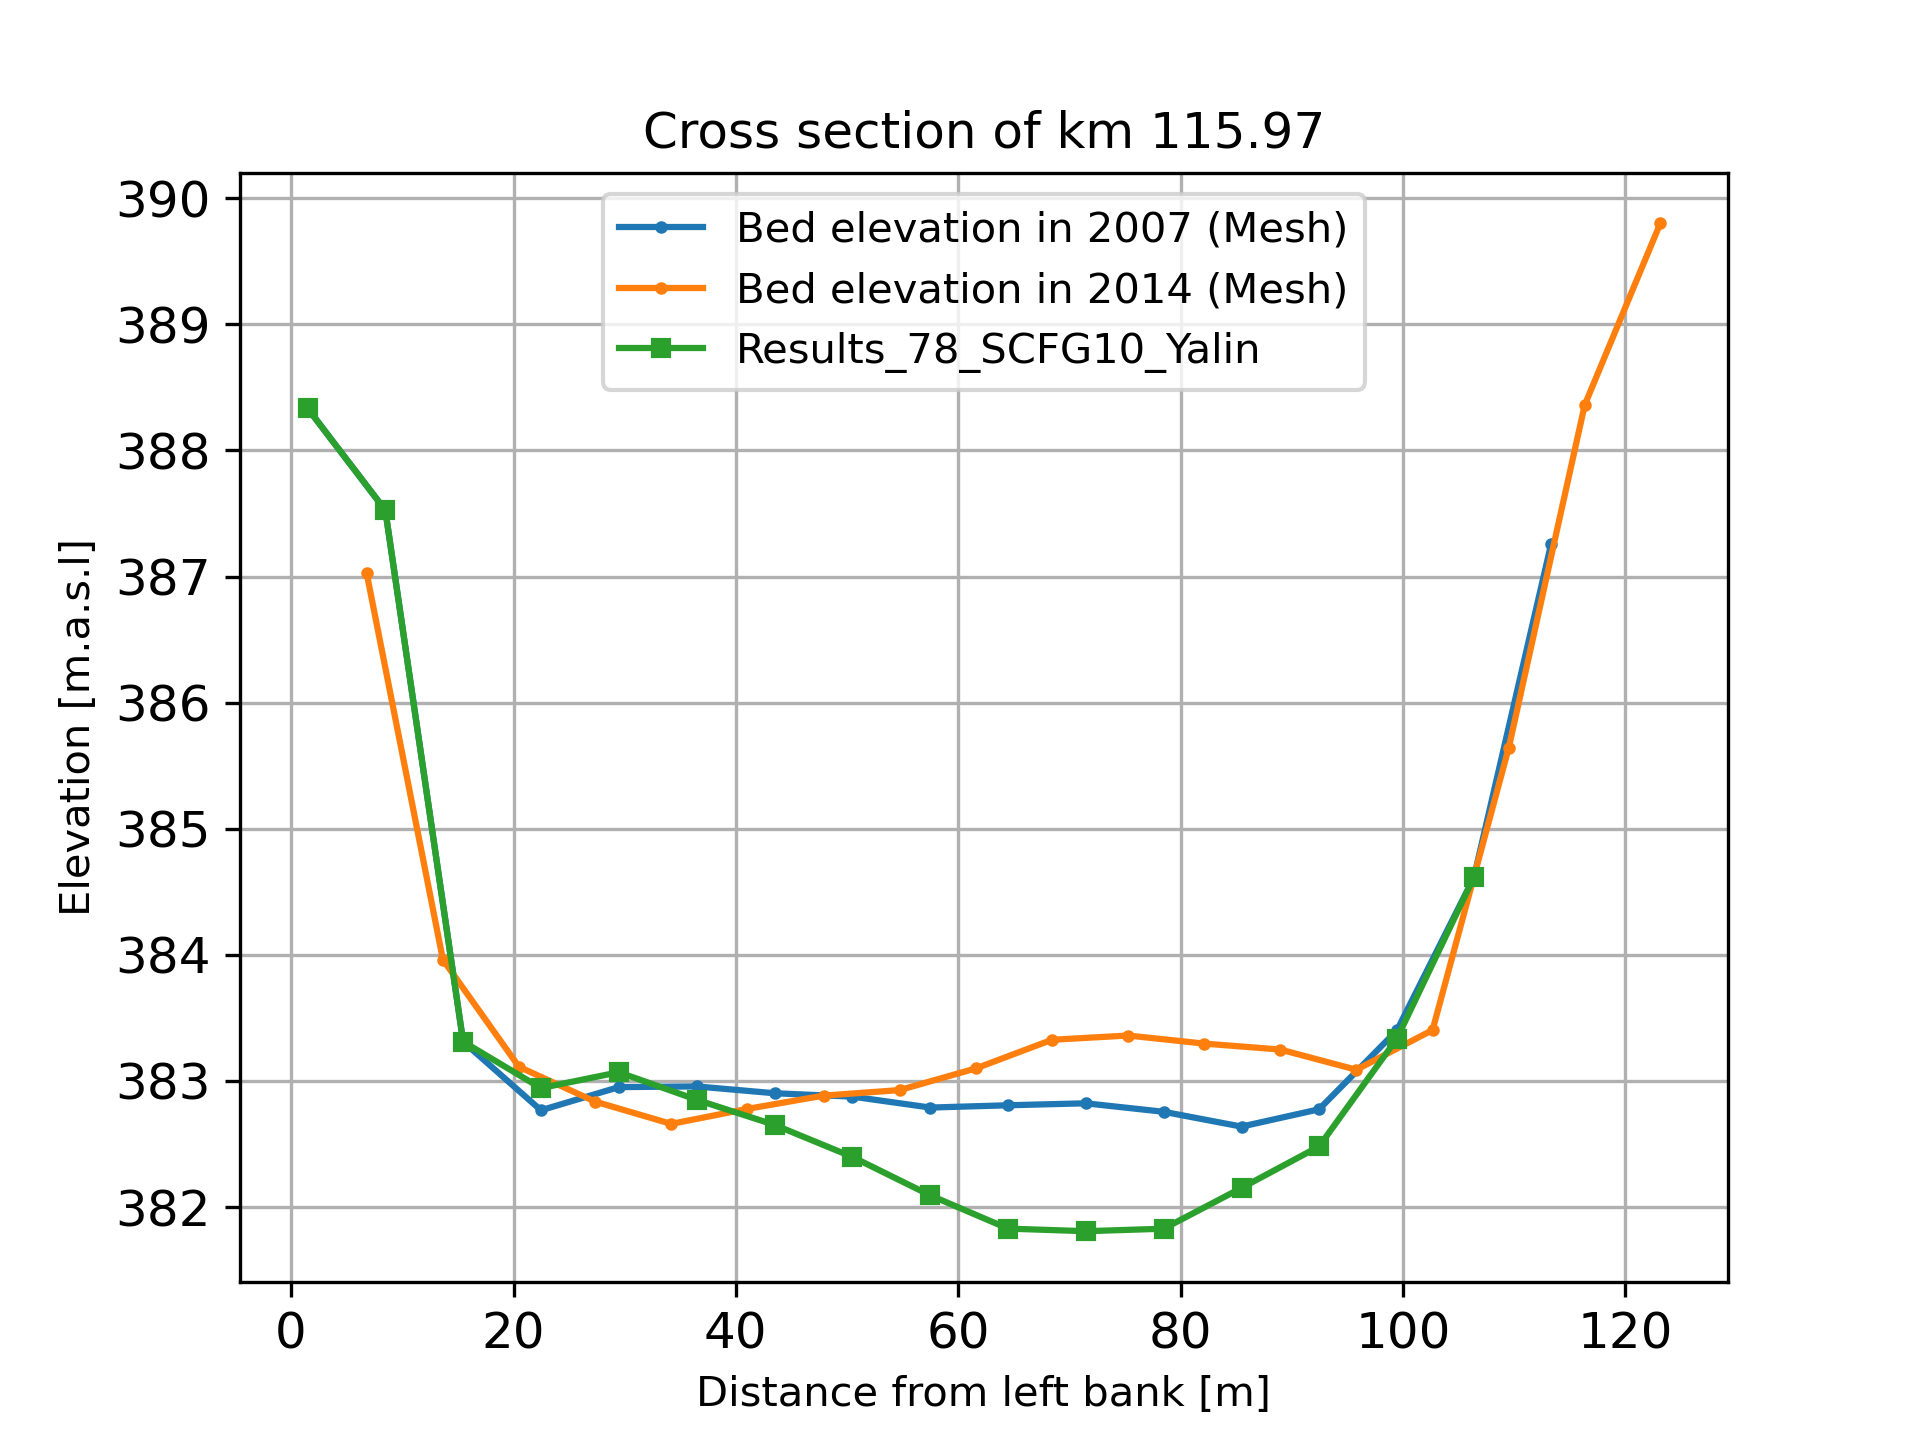 Cross section of km 115.97
Bed elevation in 2007 (Mesh)
Bed elevation in 2014 (Mesh)
Results_78_SCFG10_Yalin
Elevation [m.a.s.l]
390
389
388
387
386
385
384
383
382
0 20 40 60 80 100 120
Distance from left bank [m]